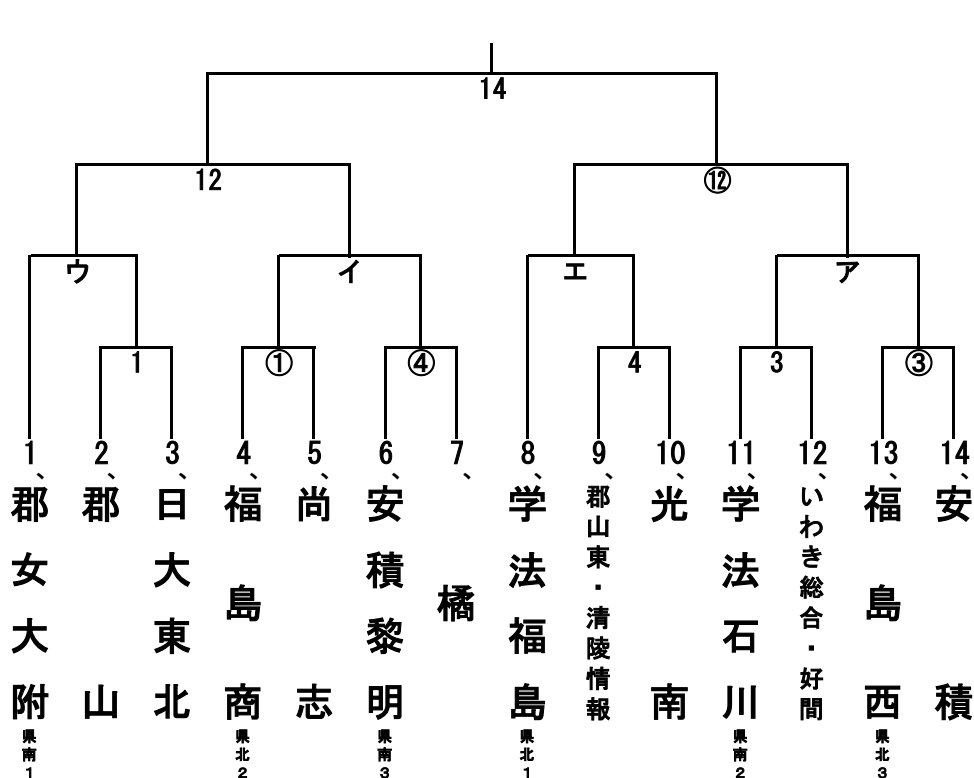 14
12
⑫
ウ
イ
エ
ア
1
①
④
4
3
③
1、郡女大附 県南1
2、郡山
3、日大東北
4、福島商 県北2
5、尚志
6、安積黎明 県南3
7、橘
8、学法福島 県北1
9、郡山東・清陵情報
10、光南
11、学法石川 県南2
12、いわき総合・好間
13、福島西 県北3
14、安積